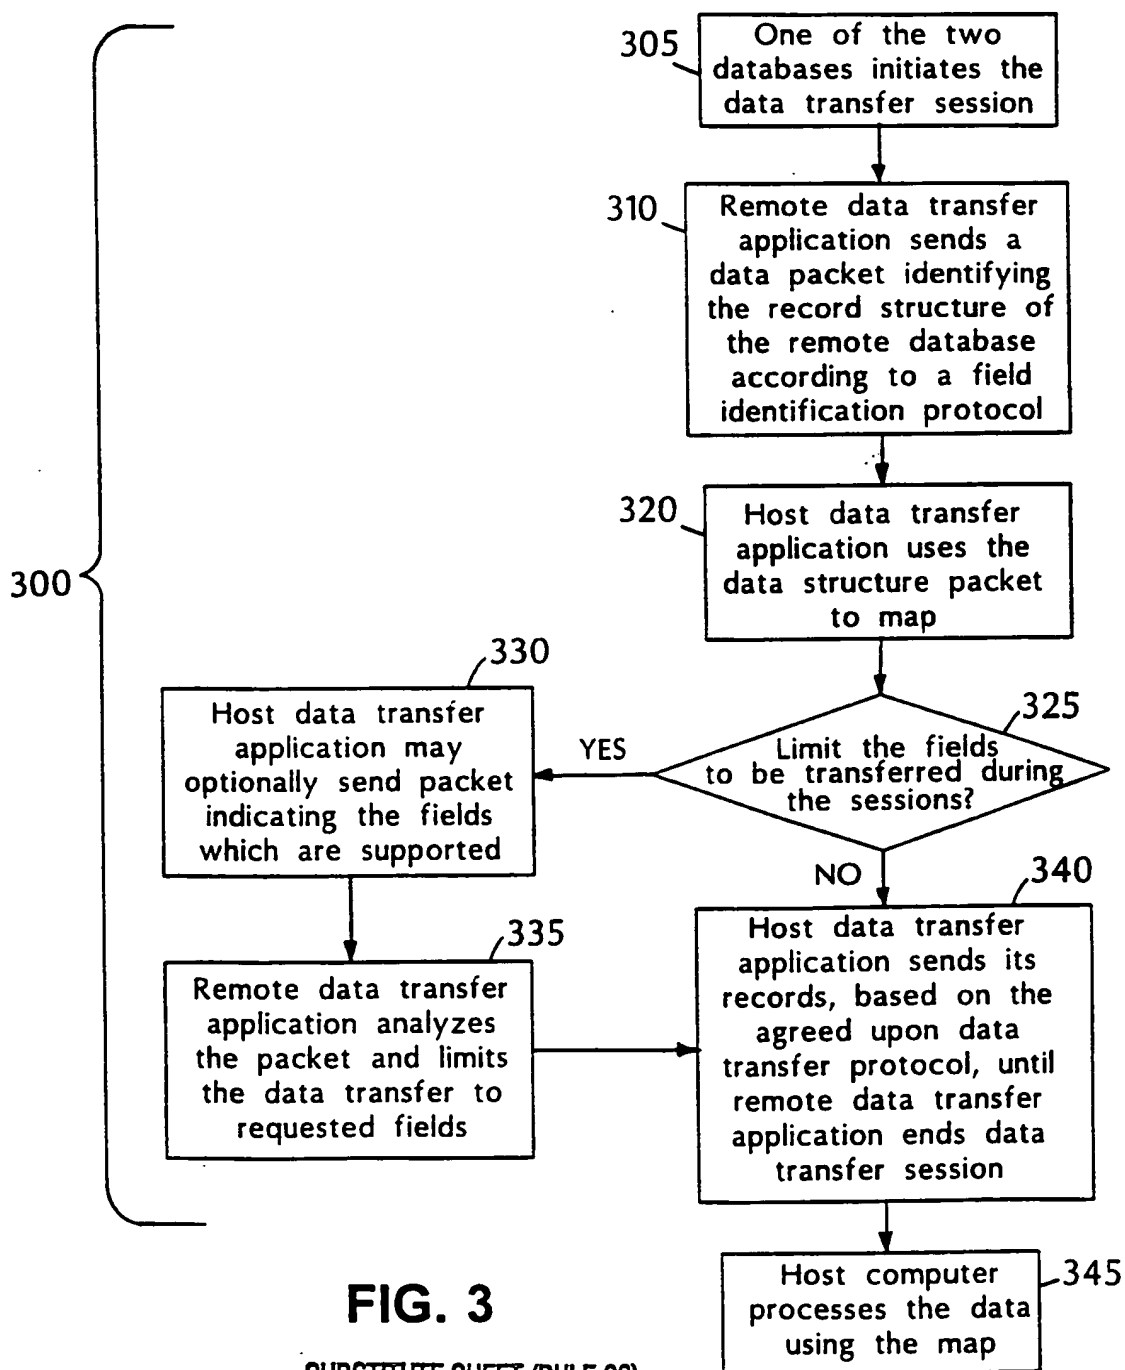 305
One of the two
databases initiates the
data transfer session
310
Remote data transfer
application sends a
data packet identifying
the record structure of
the remote database
according to a field
identification protocol
320
Host data transfer
application uses the
data structure packet
to map
300
325
Limit the fields
to be transferred during
the sessions?
YES
NO
330
Host data transfer
application may
optionally send packet
indicating the fields
which are supported
335
Remote data transfer
application analyzes
the packet and limits
the data transfer to
requested fields
340
Host data transfer
application sends its
records, based on the
agreed upon data
transfer protocol, until
remote data transfer
application ends data
transfer session
345
Host computer
processes the data
using the map
FIG. 3